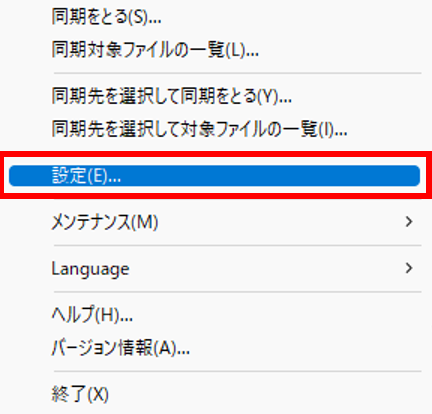 同期をとる(S)...
同期対象ファイルの一覧(L)...
同期先を選択して同期をとる(Y)...
同期先を選択して対象ファイルの一覧(I)...
設定(E)...
メンテナンス(M)
Language
ヘルプ(H)...
バージョン情報(A)...
終了(X)